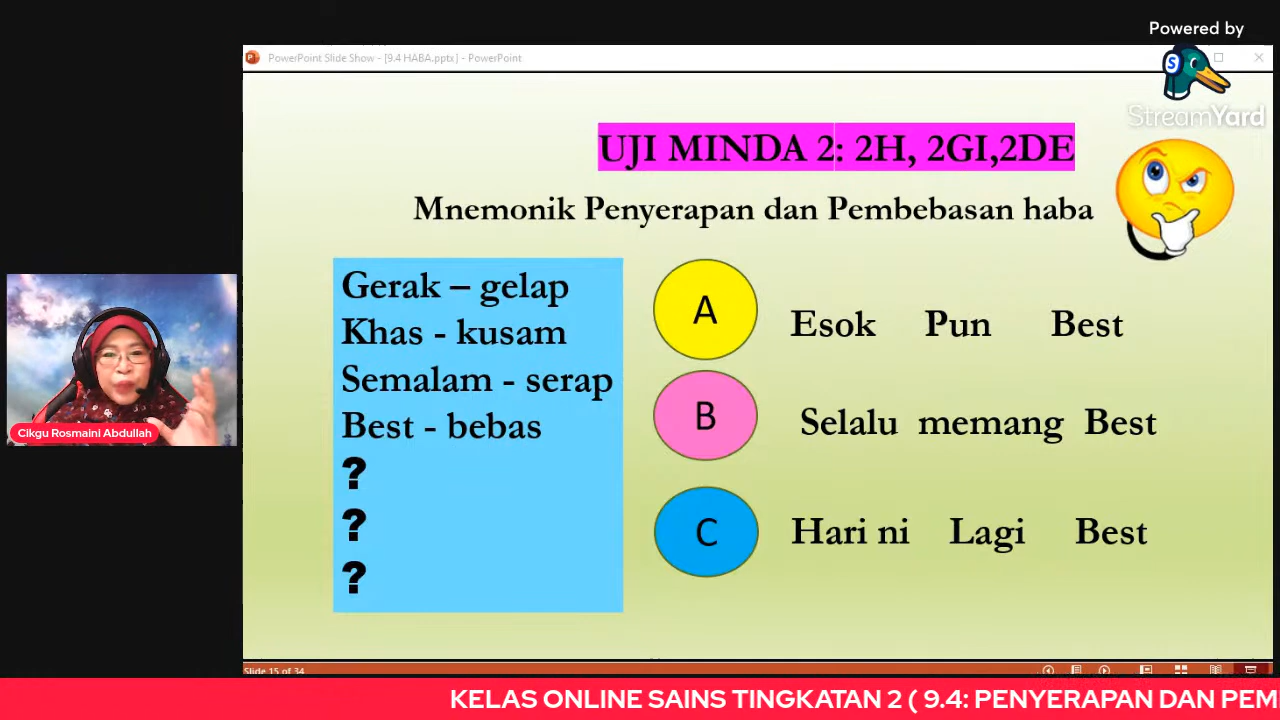 Powered by
PowerPoint Slide Show - [9.4 HABA.pptx] - PowerPoint
StreamYard
UJI MINDA 2: 2H, 2GI,2DE
Mnemonik Penyerapan dan Pembebasan haba
Gerak – gelap
Khas - kusam
Semalam - serap
Best - bebas
?
?
?
A
Esok Pun Best
B
Selalu memang Best
C
Hari ni Lagi Best
Cikgu Rosmaini Abdullah
Slide 15 of 34
KELAS ONLINE SAINS TINGKATAN 2 ( 9.4: PENYERAPAN DAN PEM